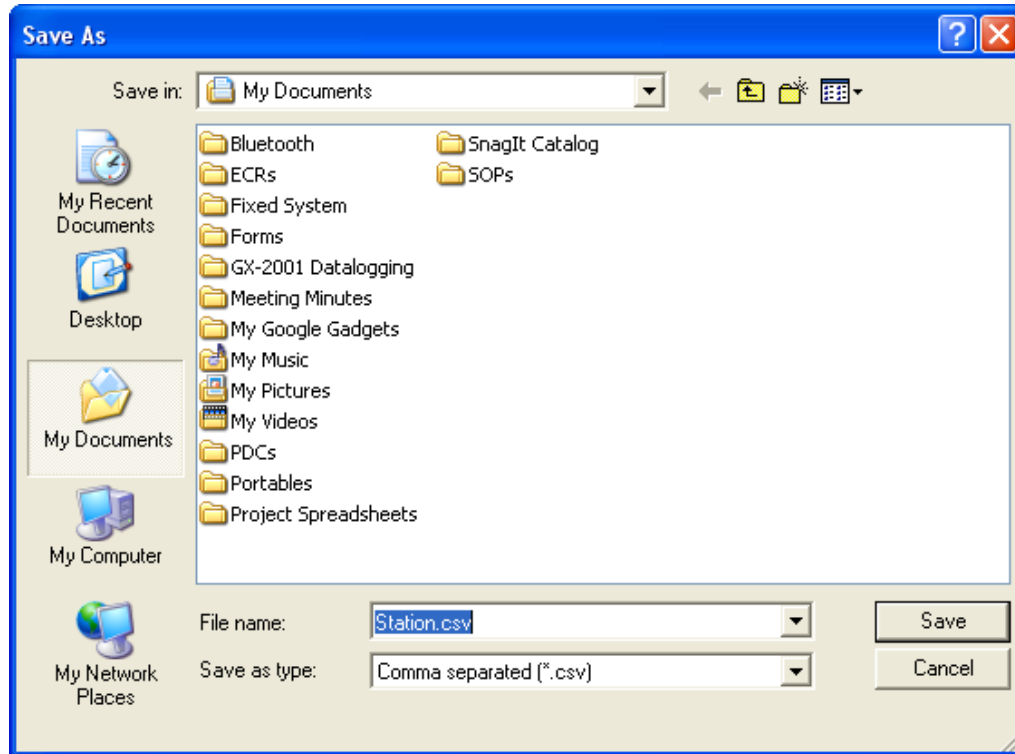 Save As
Save in: My Documents
My Recent
Documents
Desktop
My Documents
My Computer
My Network
Places
Bluetooth
ECRs
Fixed System
Forms
GX-2001 Datalogging
Meeting Minutes
My Google Gadgets
My Music
My Pictures
My Videos
PDCs
Portables
Project Spreadsheets
SnagIt Catalog
SOPs
File name: Station.csv Save
Save as type: Comma separated (*.csv) Cancel